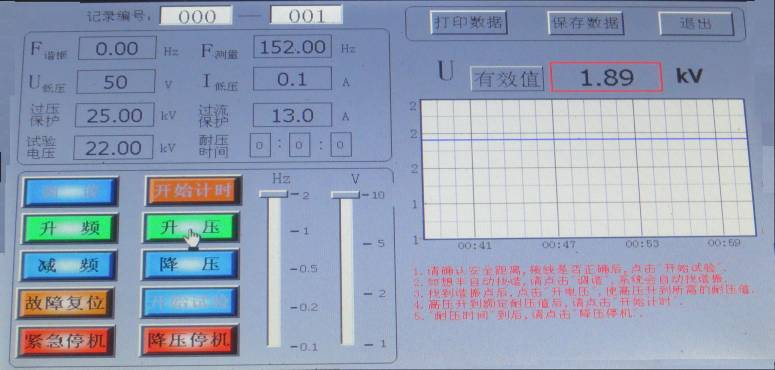 记录编号: 000 — 001 打印数据 保存数据 退出
F谐振 0.00 Hz F测量 152.00 Hz
U低压 50 V I低压 0.1 A
U 有效值 1.89 kV
过压保护 25.00 kV 过流保护 13.0 A
试验电压 22.00 kV 耐压时间 0 : 0 : 0
2
2
2
1
1
00:41 00:47 00:53 00:59
开始计时
升 频 升 压
减 频 降 压
故障复位 开始试验
紧急停机 降压停机
Hz V
2 10
1 5
0.5
0.2 2
0.1 1
1. 请确认安全距离, 接线是否正确后, 点击"开始试验".
2. 如想半自动找谐, 请点击"调谐", 系统会自动找谐振.
3. 找到谐振点后, 点击"升电压", 使高压升到所需的耐压值.
4. 高压升到额定耐压值后, 请点击"开始计时".
5. "耐压时间"到后, 请点击"降压停机".